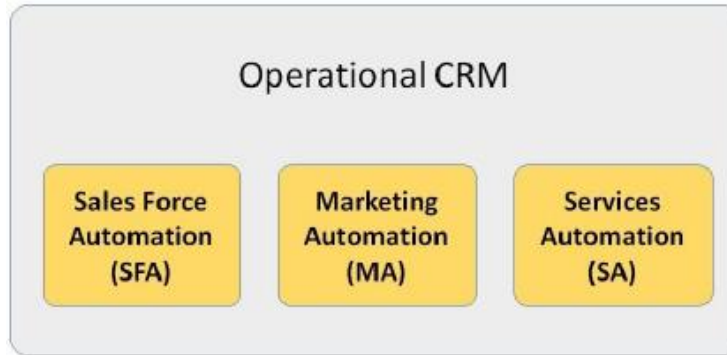 Operational CRM
Sales Force
Automation
(SFA)
Marketing
Automation
(MA)
Services
Automation
(SA)